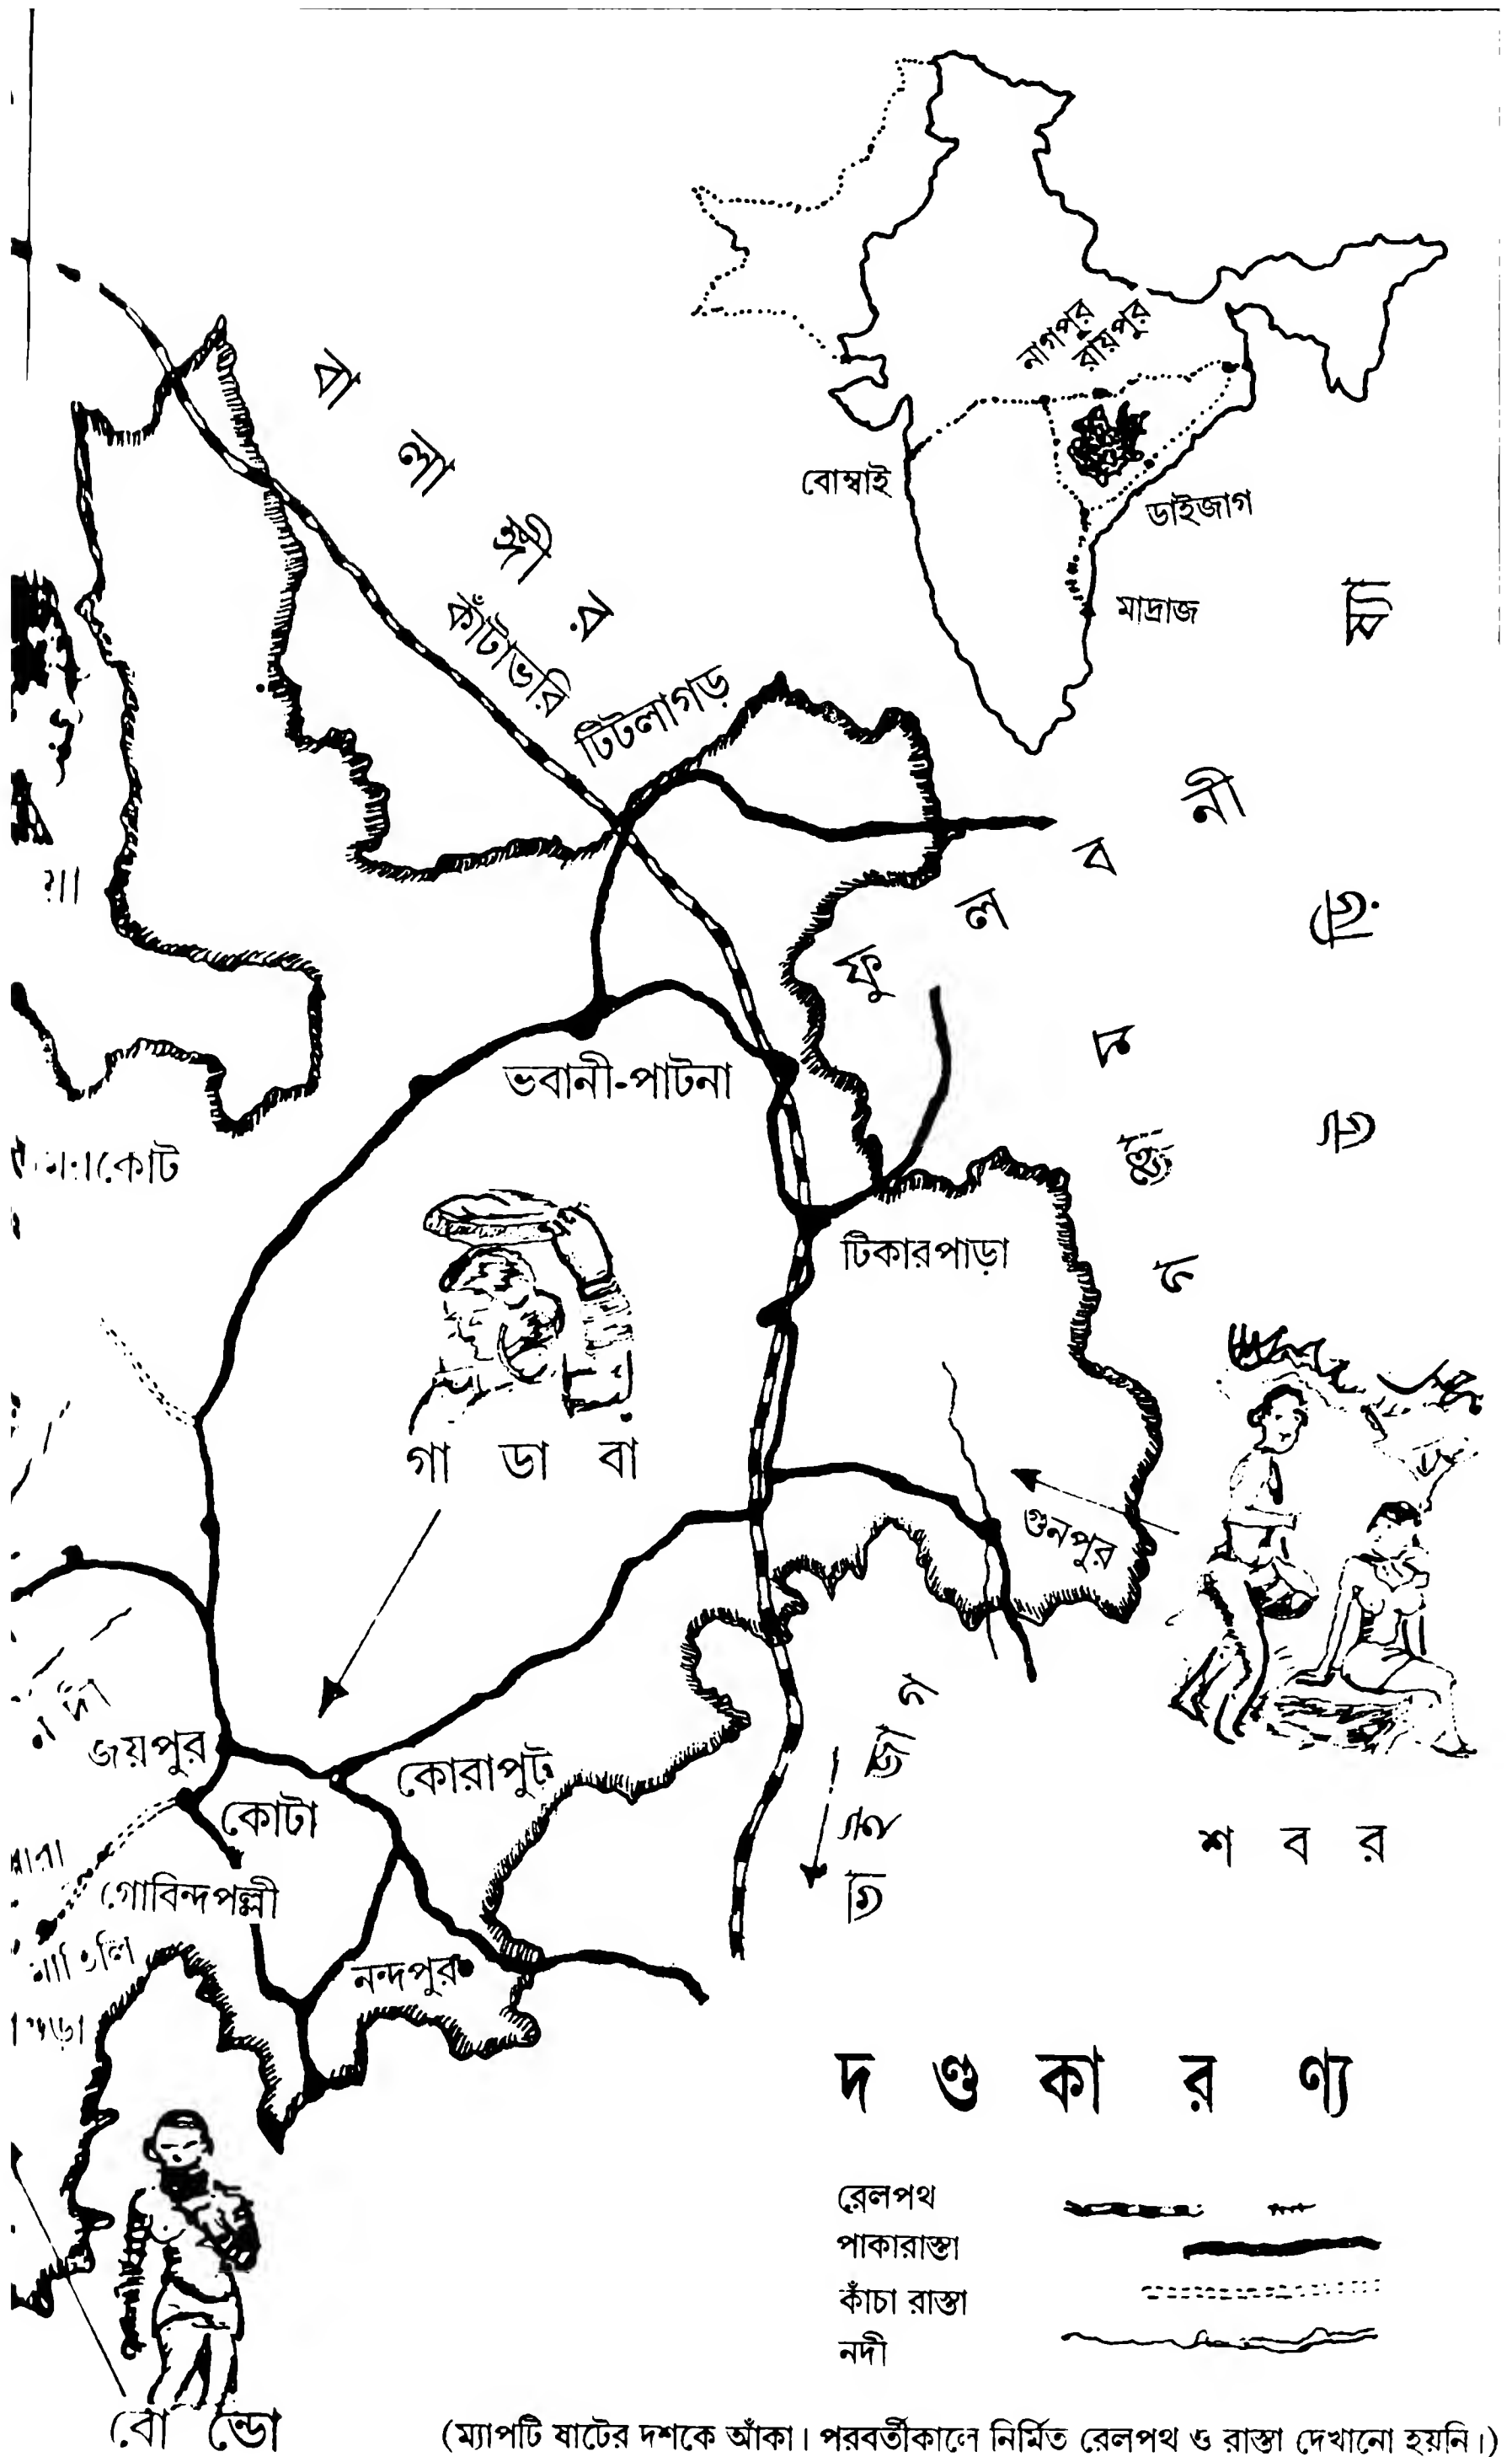 নাগপুর
রায়পুর
বোম্বাই
ডাইজাগ
মাদ্রাজ
বা লা ঙ্গী র
কাঁটাভরি
টিটলাগড়
ফু ল ব নী
ভবানী-পাটনা
টিকারপাড়া
গা ডা বা
গুনপুর
জয়পুর
কোরাপুট
কোটা
গোবিন্দপল্লী
নন্দপুর
শ ব র
দ ণ্ড কা র ণ্য
রেলপথ
পাকারাস্তা
কাঁচা রাস্তা
নদী
বো ন্ডো
(ম্যাপটি ষাটের দশকে আঁকা। পরবর্তীকালে নির্মিত রেলপথ ও রাস্তা দেখানো হয়নি।)